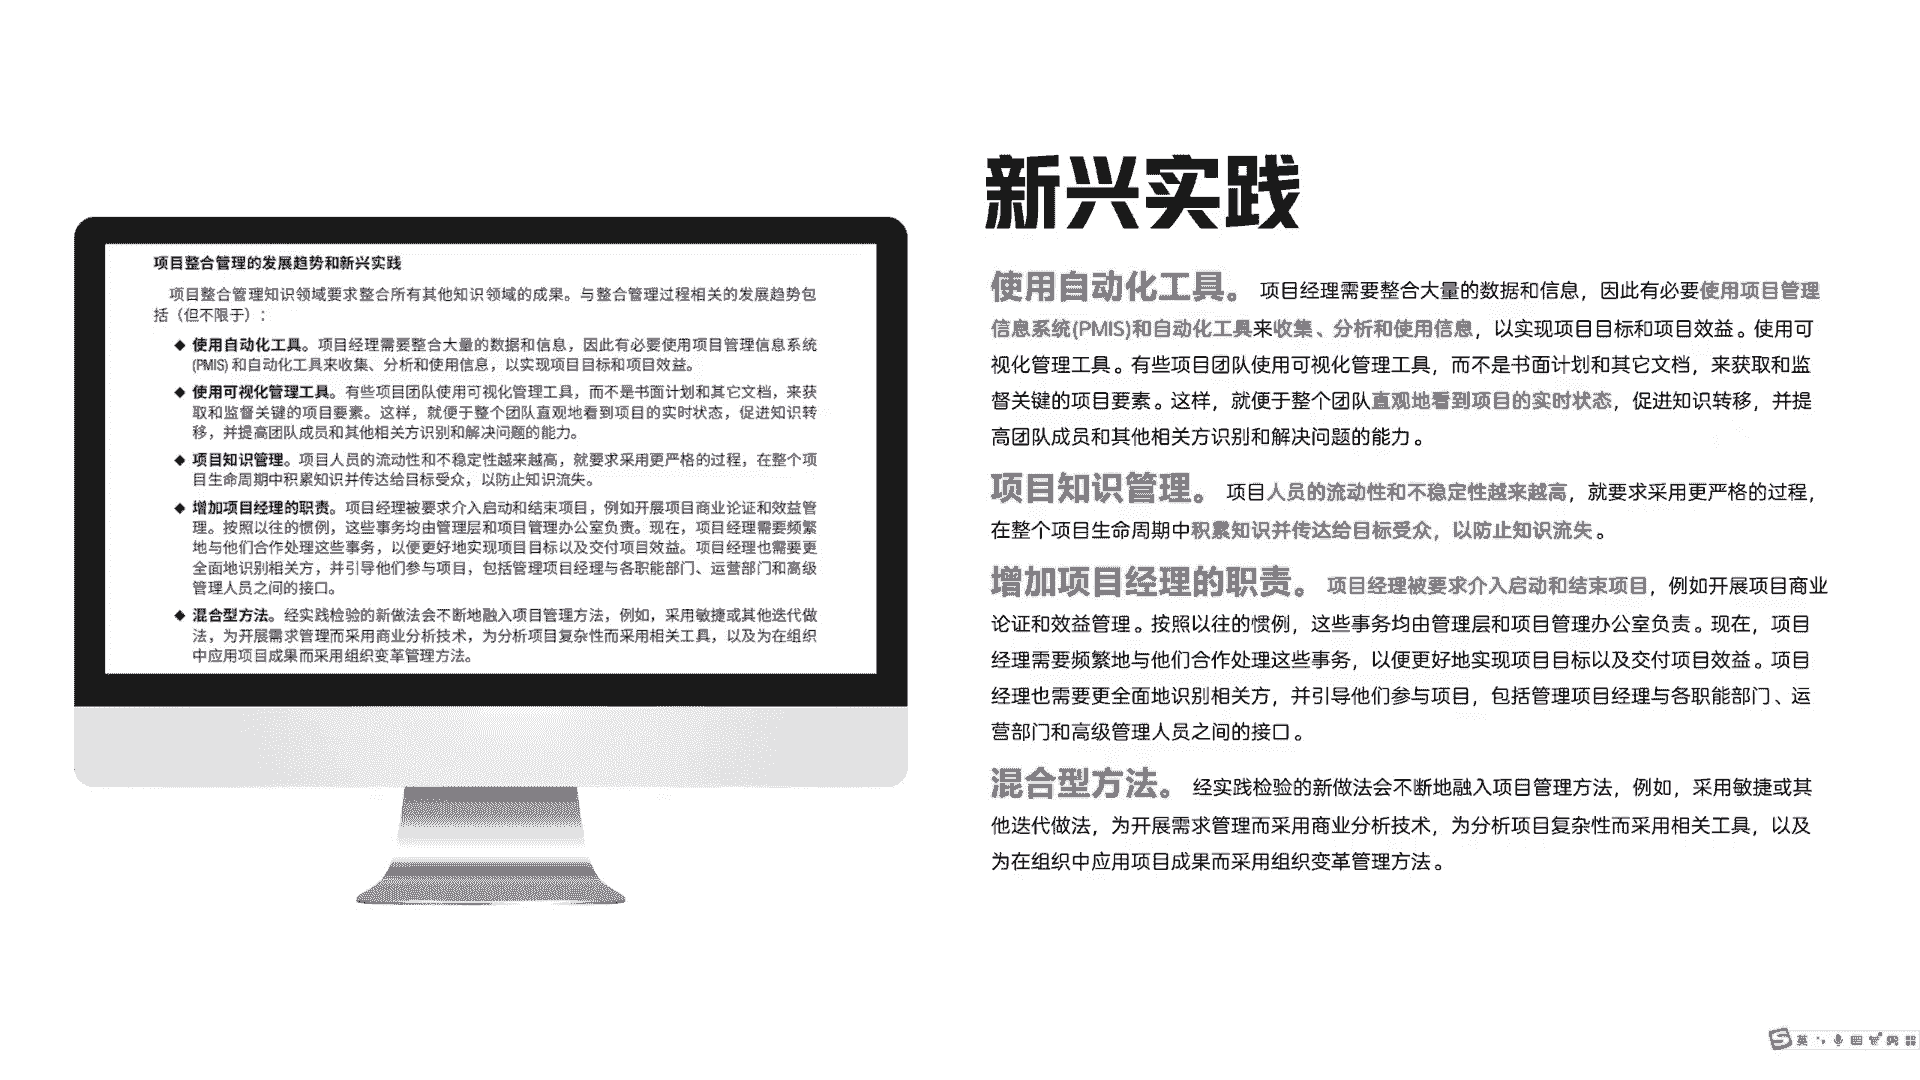 项目整合管理的发展趋势和新兴实践
项目整合管理知识领域要求整合所有其他知识领域的成果。与整合管理过程相关的发展趋势包
括（但不限于）：
◆ 使用自动化工具。项目经理需要整合大量的数据和信息，因此有必要使用项目管理信息系统
(PMIS) 和自动化工具来收集、分析和使用信息，以实现项目目标和项目效益。
◆ 使用可视化管理工具。有些项目团队使用可视化管理工具，而不是书面计划和其它文档，来获
取和监督关键的项目要素。这样，就便于整个团队直观地看到项目的实时状态，促进知识转
移，并提高团队成员和其他相关方识别和解决问题的能力。
◆ 项目知识管理。项目人员的流动性和不稳定性越来越高，就要求采用更严格的过程，在整个项
目生命周期中积累知识并传达给目标受众，以防止知识流失。
◆ 增加项目经理的职责。项目经理被要求介入启动和结束项目，例如开展项目商业论证和效益管
理。按照以往的惯例，这些事务均由管理层和项目管理办公室负责。现在，项目经理需要频繁
地与他们合作处理这些事务，以便更好地实现项目目标以及交付项目效益。项目经理也需要更
全面地识别相关方，并引导他们参与项目，包括管理项目经理与各职能部门、运营部门和高级
管理人员之间的接口。
◆ 混合型方法。经实践检验的新做法会不断地融入项目管理方法，例如，采用敏捷或其他迭代做
法，为开展需求管理而采用商业分析技术，为分析项目复杂性而采用相关工具，以及为在组织
中应用项目成果而采用组织变革管理方法。
新兴实践
使用自动化工具。项目经理需要整合大量的数据和信息，因此有必要使用项目管理
信息系统(PMIS)和自动化工具来收集、分析和使用信息，以实现项目目标和项目效益。使用可
视化管理工具。有些项目团队使用可视化管理工具，而不是书面计划和其它文档，来获取和监
督关键的项目要素。这样，就便于整个团队直观地看到项目的实时状态，促进知识转移，并提
高团队成员和其他相关方识别和解决问题的能力。
项目知识管理。项目人员的流动性和不稳定性越来越高，就要求采用更严格的过程，
在整个项目生命周期中积累知识并传达给目标受众，以防止知识流失。
增加项目经理的职责。项目经理被要求介入启动和结束项目，例如开展项目商业
论证和效益管理。按照以往的惯例，这些事务均由管理层和项目管理办公室负责。现在，项目
经理需要频繁地与他们合作处理这些事务，以便更好地实现项目目标以及交付项目效益。项目
经理也需要更全面地识别相关方，并引导他们参与项目，包括管理项目经理与各职能部门、运
营部门和高级管理人员之间的接口。
混合型方法。经实践检验的新做法会不断地融入项目管理方法，例如，采用敏捷或其
他迭代做法，为开展需求管理而采用商业分析技术，为分析项目复杂性而采用相关工具，以及
为在组织中应用项目成果而采用组织变革管理方法。
英